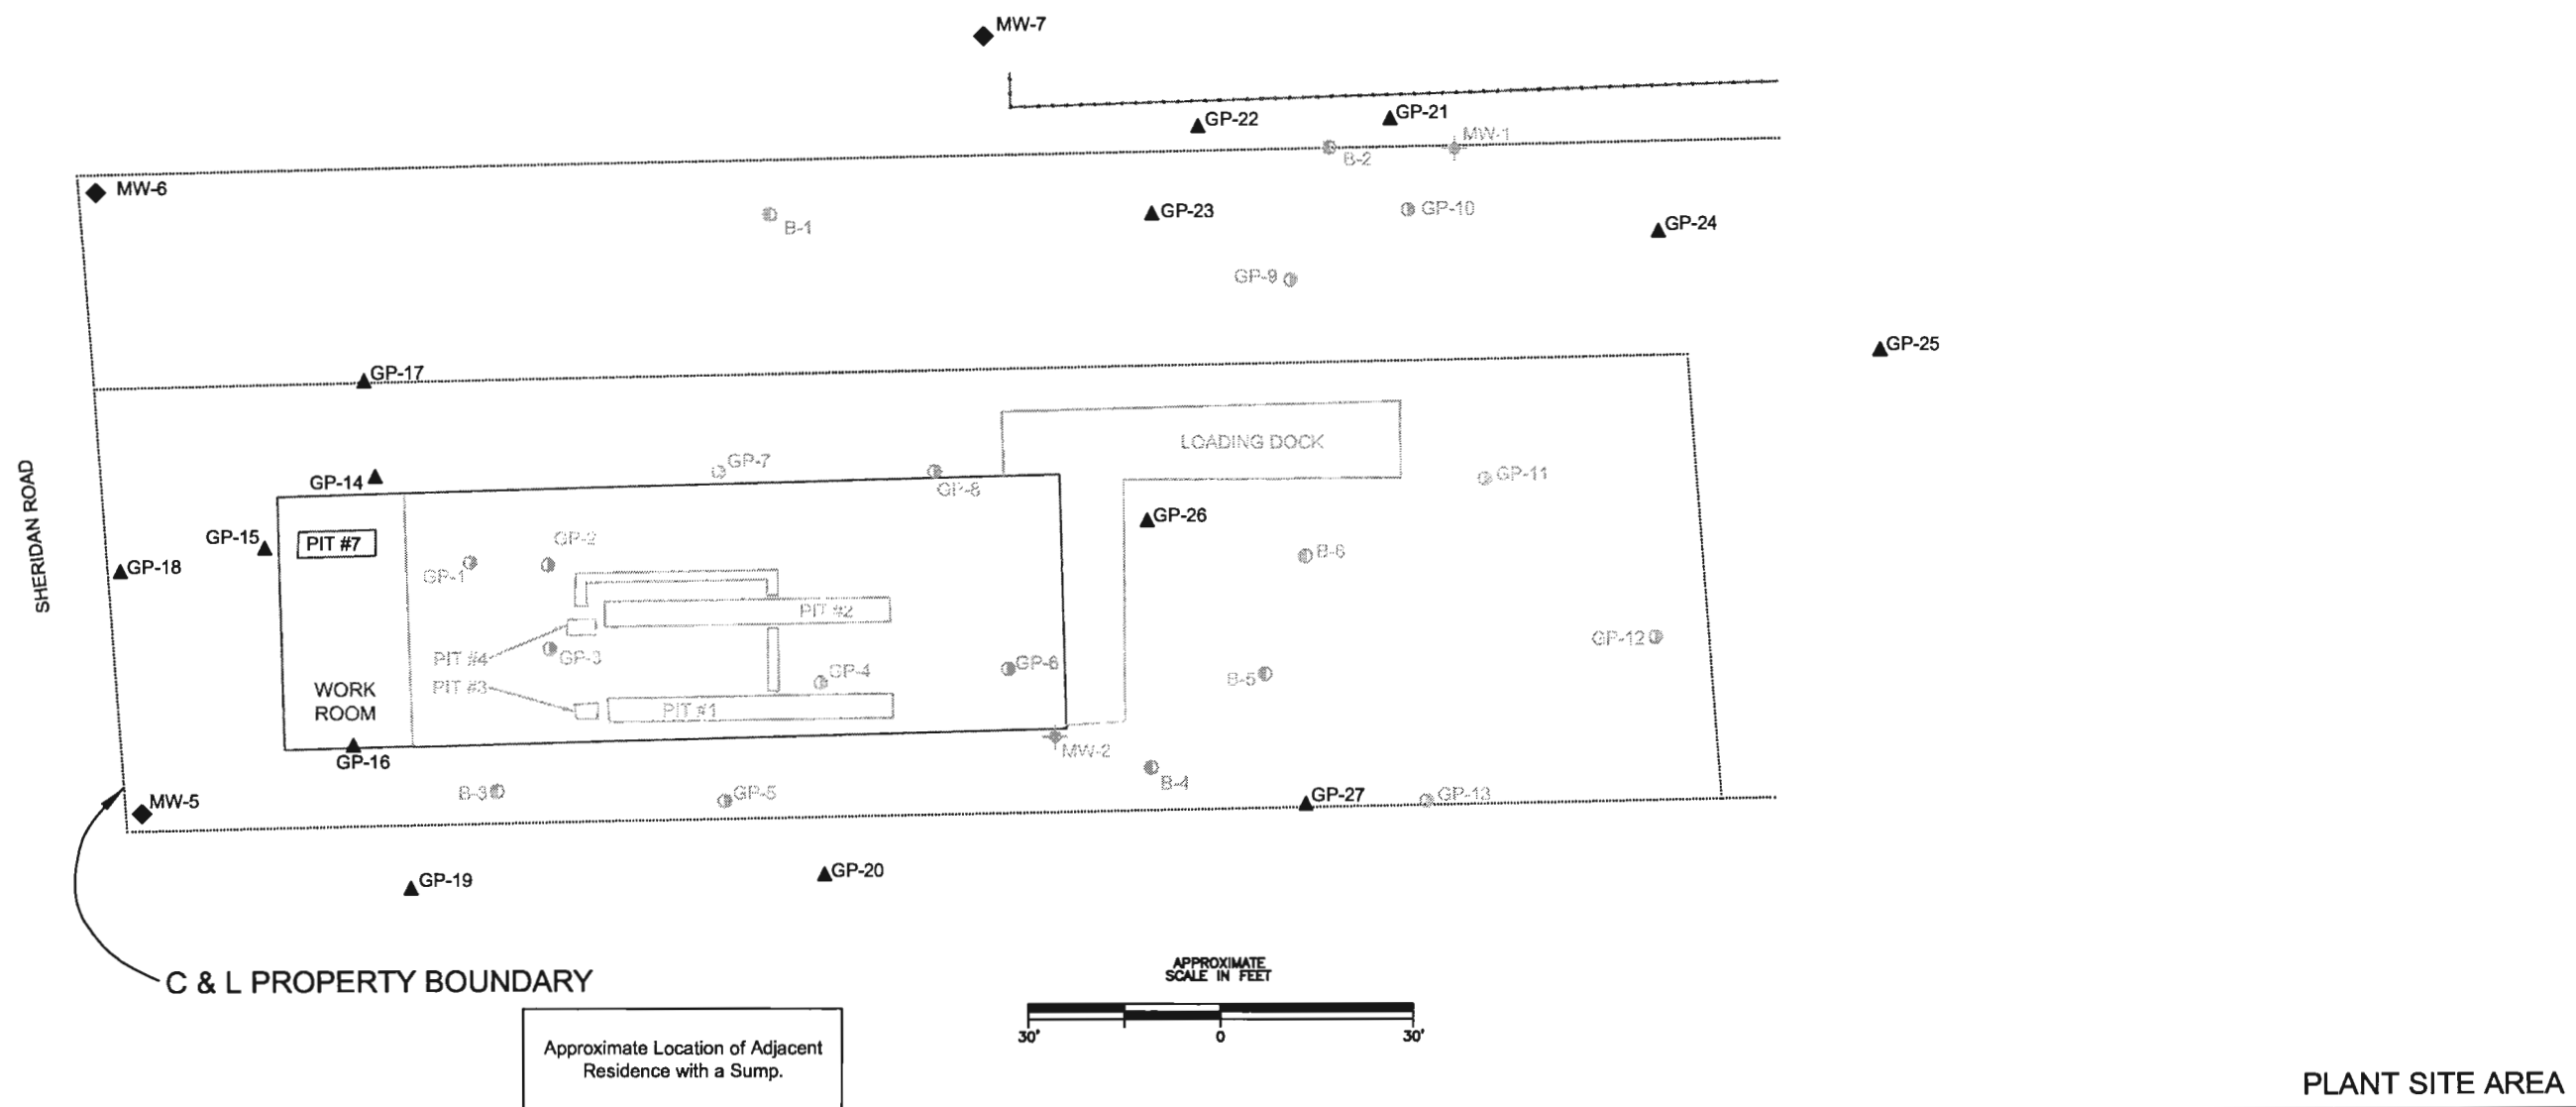 MW-7
GP-22
GP-21
MW-1
B-2
MW-6
B-1
GP-23
GP-10
GP-24
GP-9
GP-25
GP-17
LOADING DOCK
GP-7
GP-8
GP-11
GP-14
SHERIDAN ROAD
GP-15
PIT #7
GP-18
GP-1
GP-2
GP-26
B-6
PIT #2
GP-12
PIT #4
GP-3
GP-4
GP-6
B-5
PIT #3
WORK
ROOM
PIT #1
MW-2
GP-16
B-4
B-3
GP-5
GP-27
GP-13
MW-5
GP-19
GP-20
C & L PROPERTY BOUNDARY
APPROXIMATE
SCALE IN FEET
30'
0
30'
Approximate Location of Adjacent
Residence with a Sump.
PLANT SITE AREA